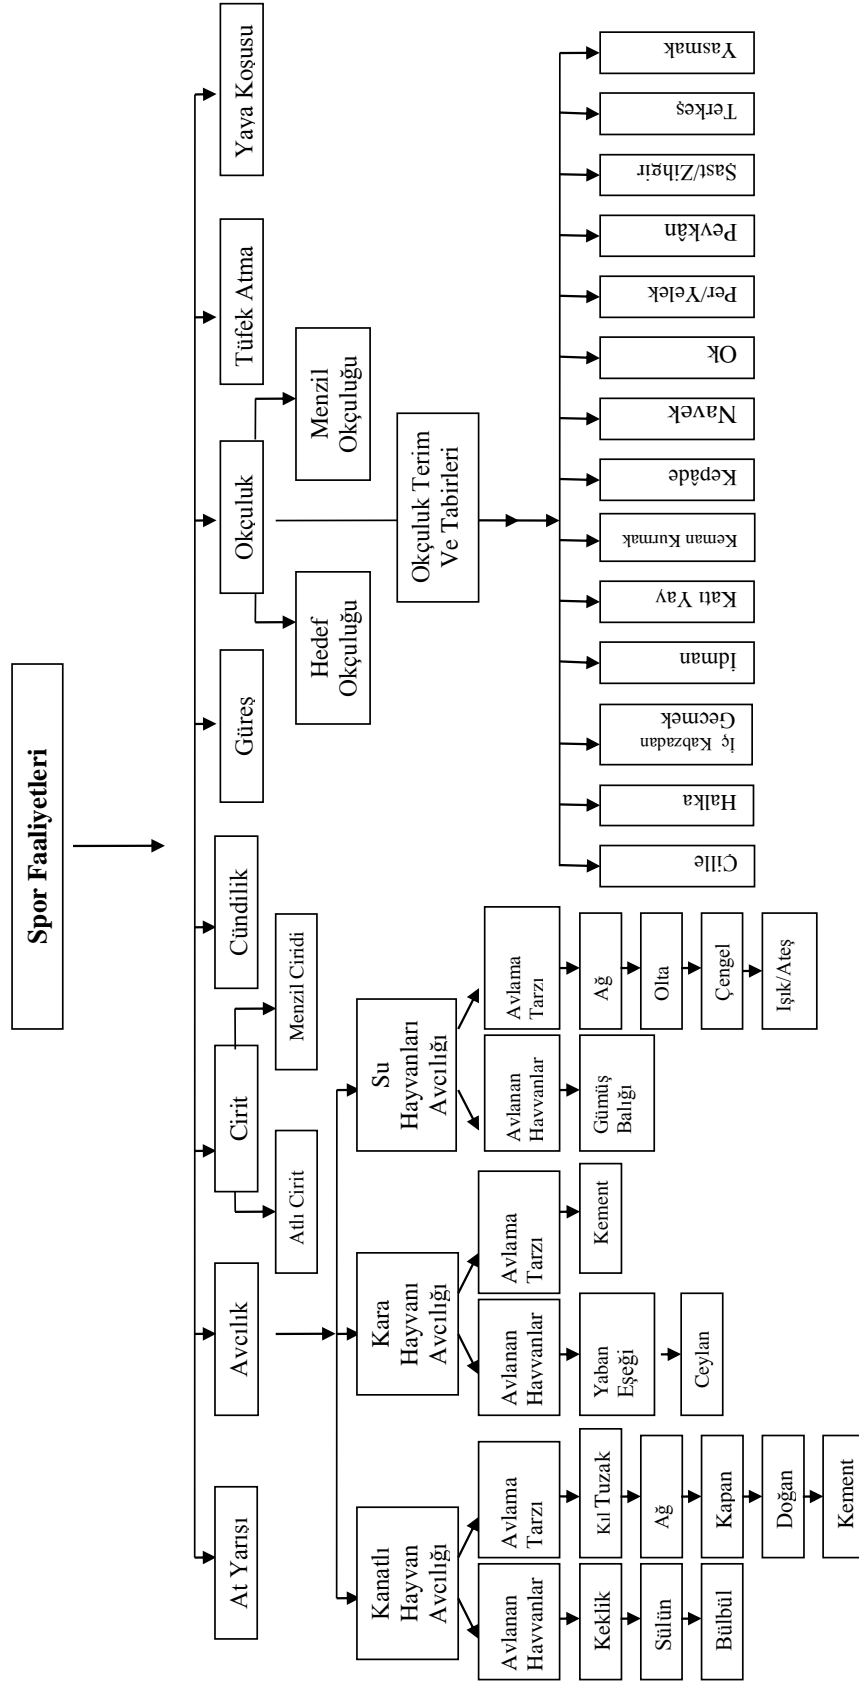 Spor Faaliyetleri
At Yarışı
Avcılık
Cirit
Cündilik
Güreş
Okçuluk
Tüfek Atma
Yaya Koşusu
Atlı Cirit
Menzil Ciridi
Hedef
Okçuluğu
Menzil
Okçuluğu
Kanatlı
Hayvan
Avcılığı
Kara
Hayvanı
Avcılığı
Su
Hayvanları
Avcılığı
Okçuluk Terim
Ve Tabirleri
Avlanan
Hayvanlar
Avlama
Tarzı
Avlanan
Hayvanlar
Avlama
Tarzı
Avlanan
Hayvanlar
Avlama
Tarzı
Keklik
Sülün
Bülbül
Kıl Tuzak
Ağ
Kapan
Doğan
Kement
Yaban
Eşeği
Ceylan
Kement
Gümüş
Balığı
Ağ
Olta
Çengel
Işık/Ateş
Çille
Halka
İç Kabzadan
Geçmek
İdman
Katı Yay
Keman Kurmak
Kepâde
Navek
Ok
Per/Yelek
Peykân
Şast/Zihgir
Terkeş
Yasmak